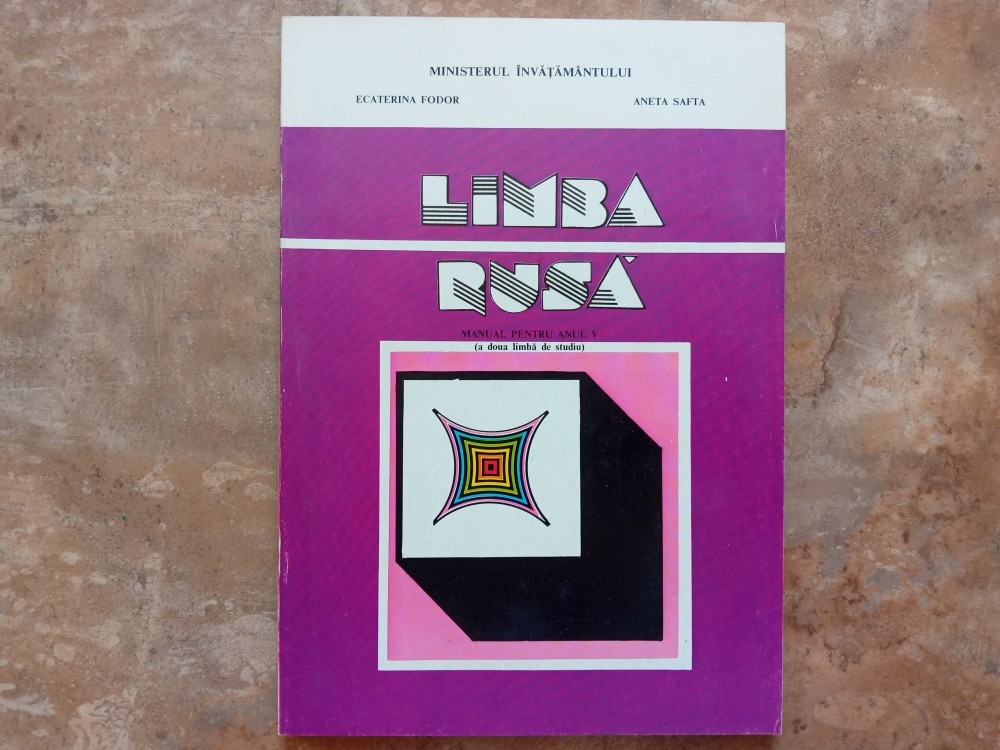 MINISTERUL ÎNVĂȚĂMÂNTULUI
ECATERINA FODOR ANETA SAFTA
LIMBA
RUSĂ
MANUAL PENTRU ANUL V
(a doua limbă de studiu)